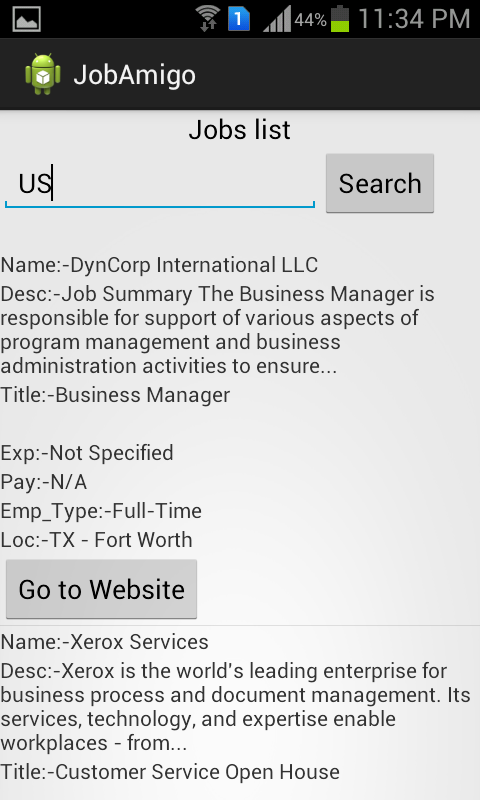 1 44% 11:34 PM
JobAmigo
Jobs list
US Search
Name:-DynCorp International LLC
Desc:-Job Summary The Business Manager is
responsible for support of various aspects of
program management and business
administration activities to ensure...
Title:-Business Manager
Exp:-Not Specified
Pay:-N/A
Emp_Type:-Full-Time
Loc:-TX - Fort Worth
Go to Website
Name:-Xerox Services
Desc:-Xerox is the world's leading enterprise for
business process and document management. Its
services, technology, and expertise enable
workplaces - from...
Title:-Customer Service Open House